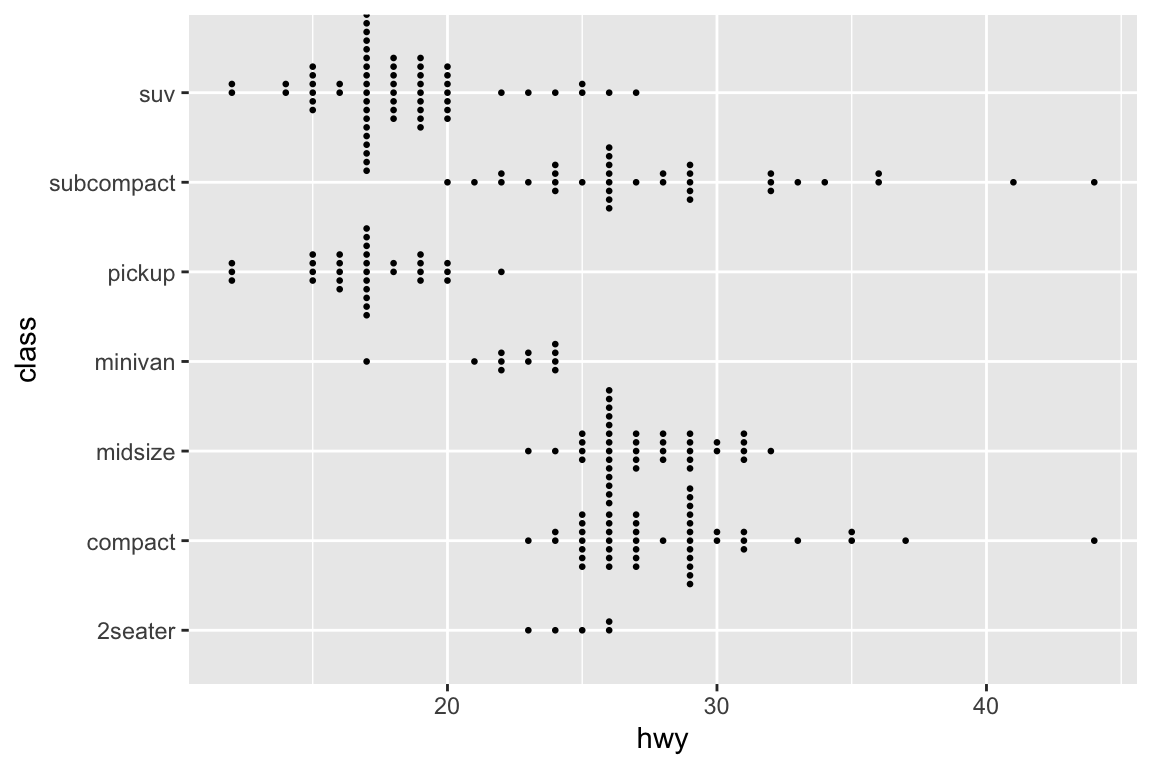 class
suv
subcompact
pickup
minivan
midsize
compact
2seater
20 30 40
hwy